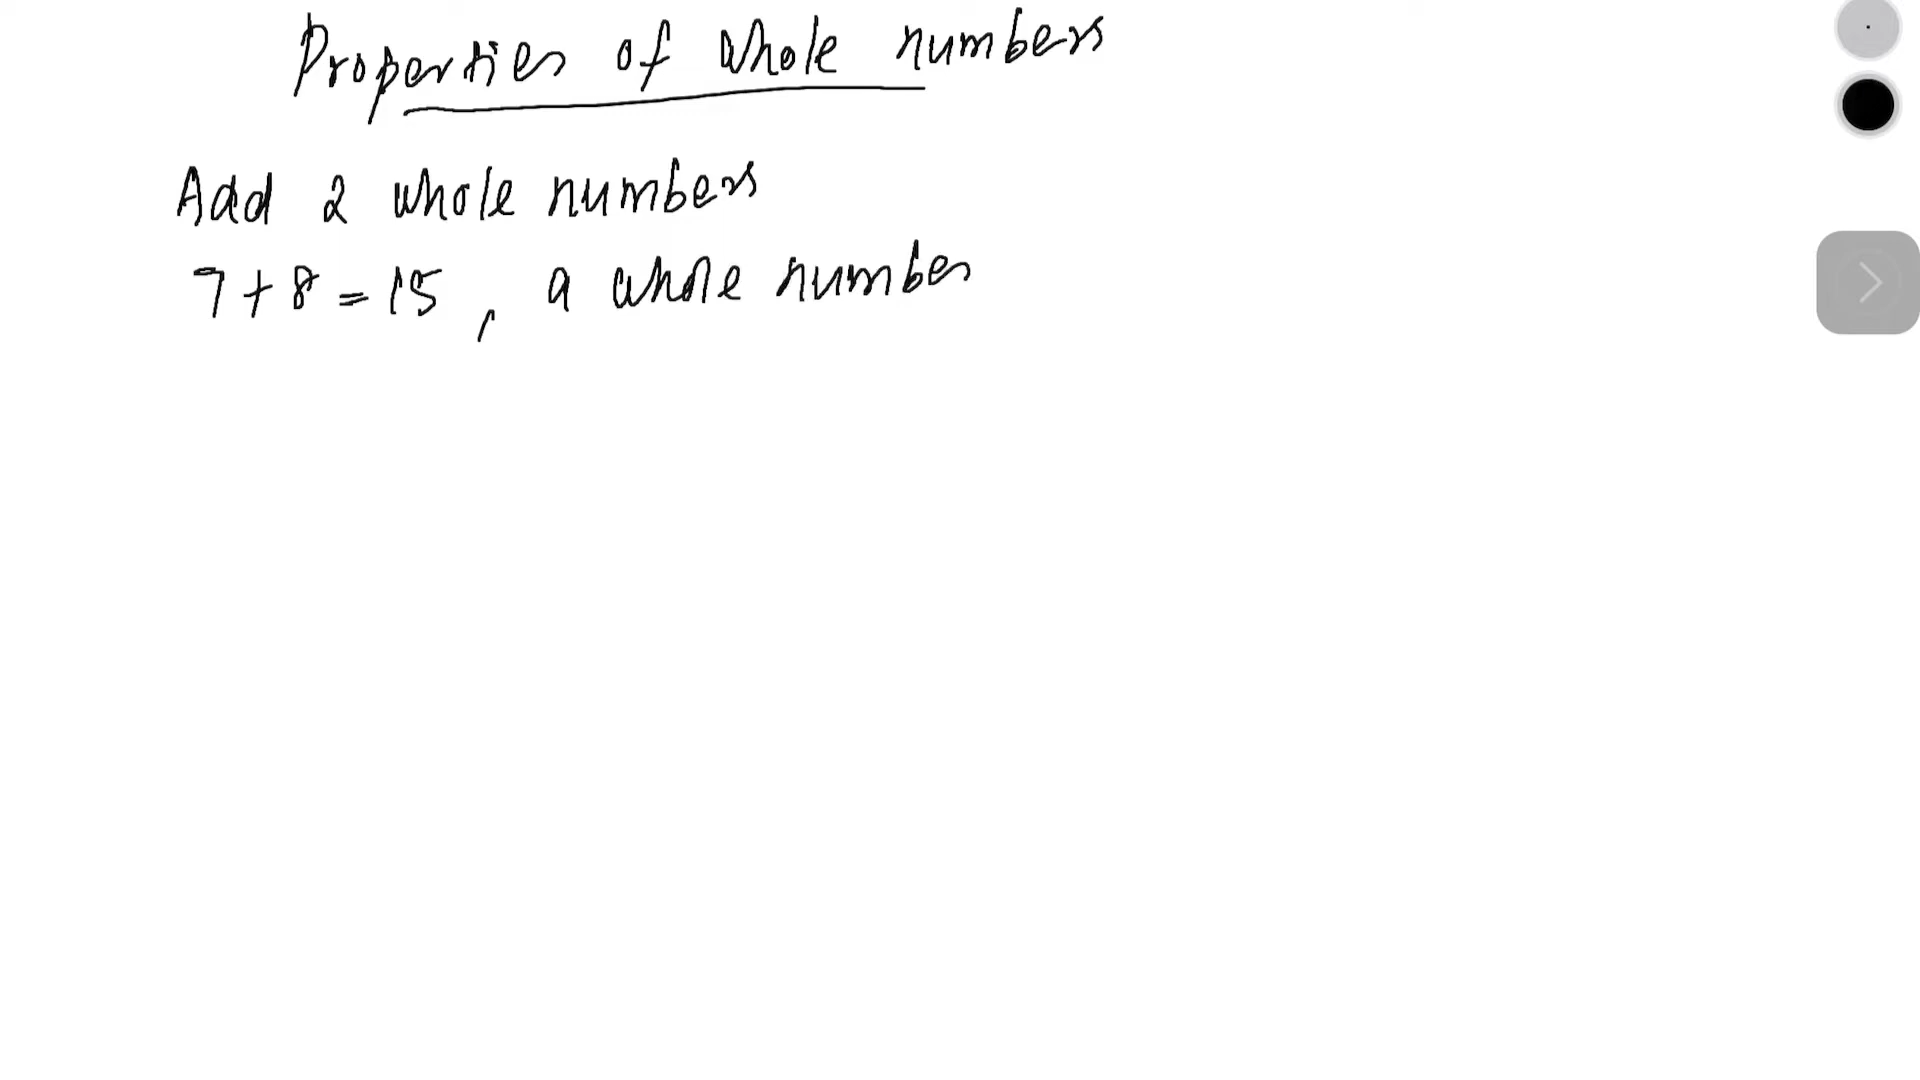 Properties of whole numbers
Add 2 whole numbers
7 + 8 = 15 , a whole number